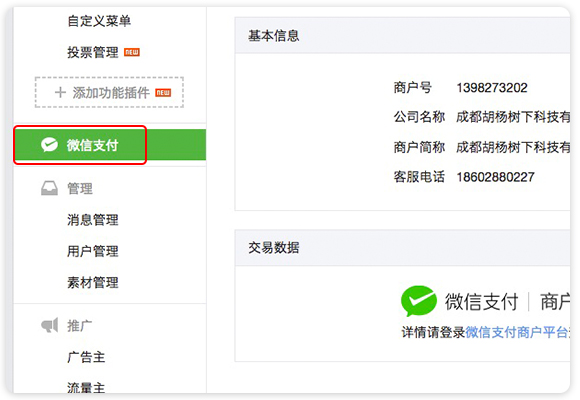 自定义菜单
投票管理 NEW
+ 添加功能插件 NEW
微信支付
管理
消息管理
用户管理
素材管理
推广
广告主
流量主
基本信息
商户号 1398273202
公司名称 成都胡杨树下科技有
商户简称 成都胡杨树下科技有
客服电话 18602880227
交易数据
微信支付 | 商户
详情请登录微信支付商户平台